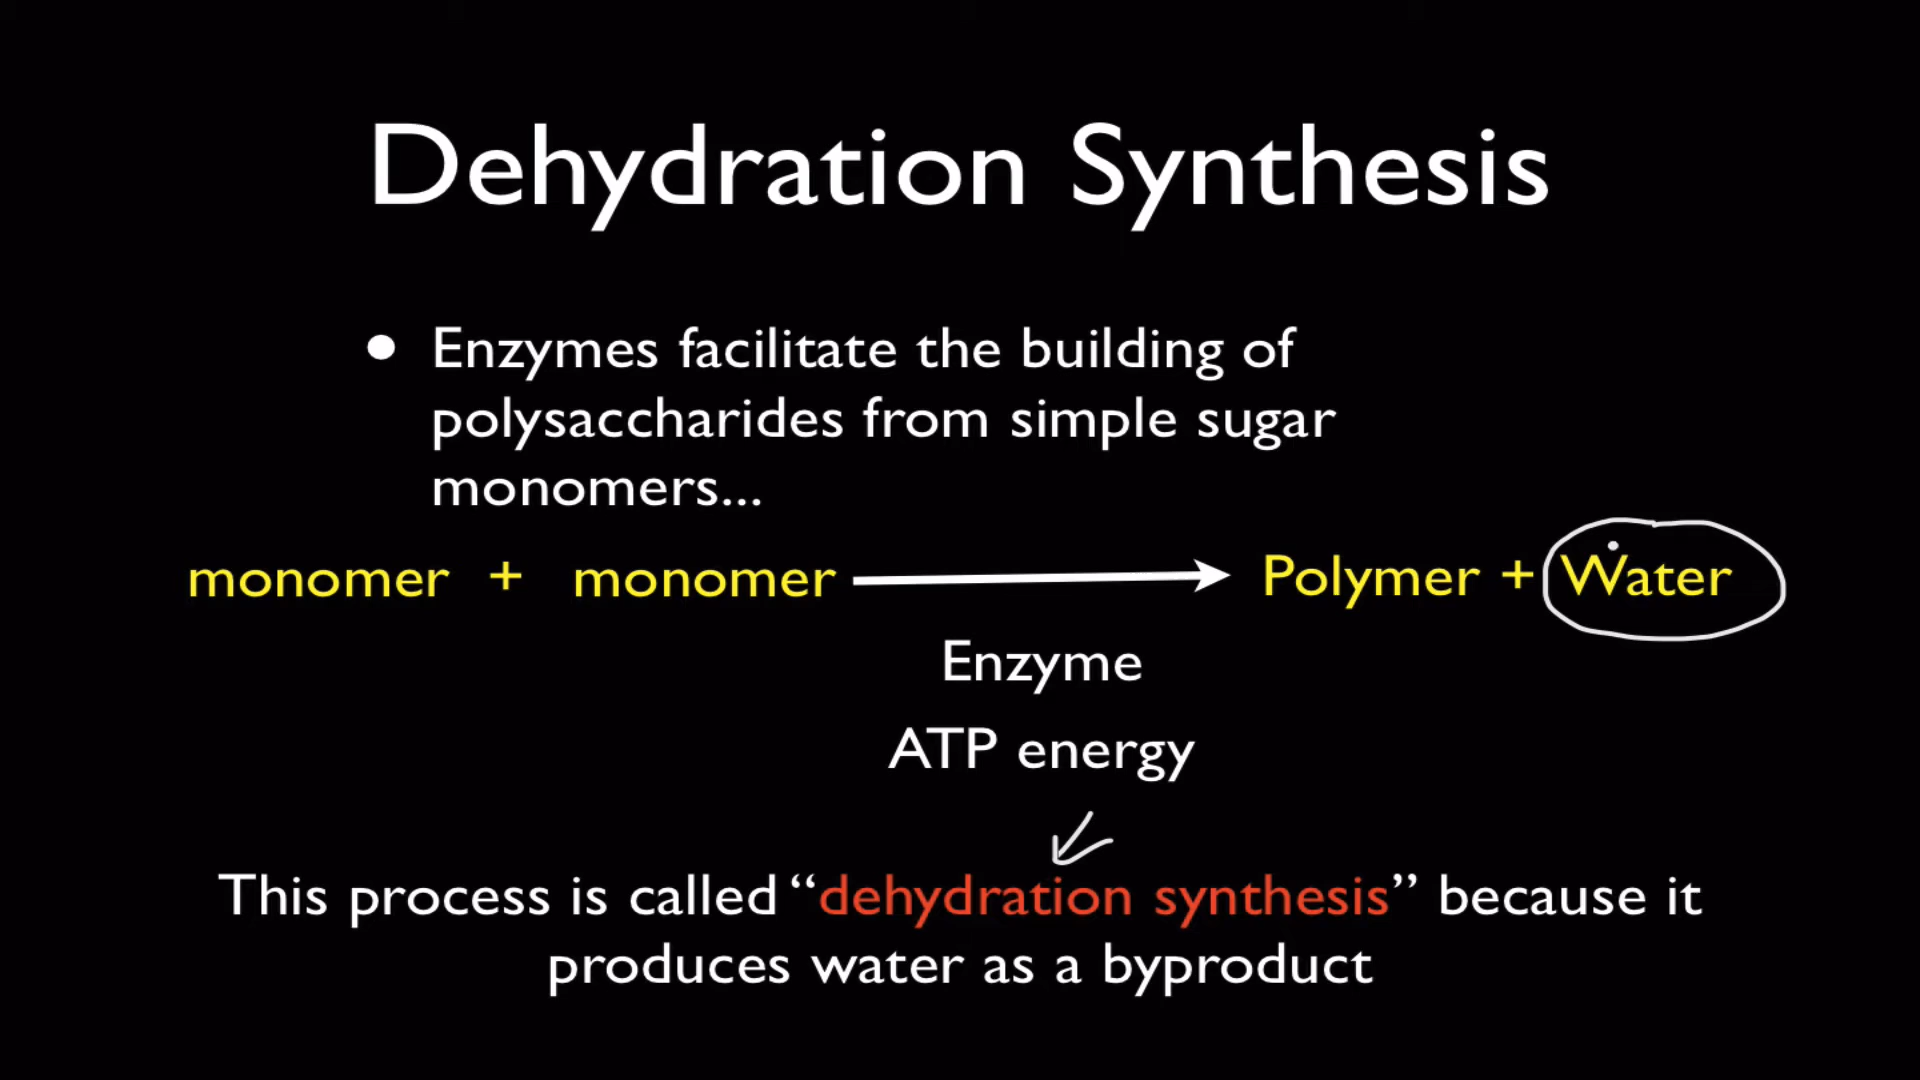 Dehydration Synthesis
• Enzymes facilitate the building of
polysaccharides from simple sugar
monomers...
monomer + monomer Polymer + Water
Enzyme
ATP energy
This process is called “dehydration synthesis” because it
produces water as a byproduct